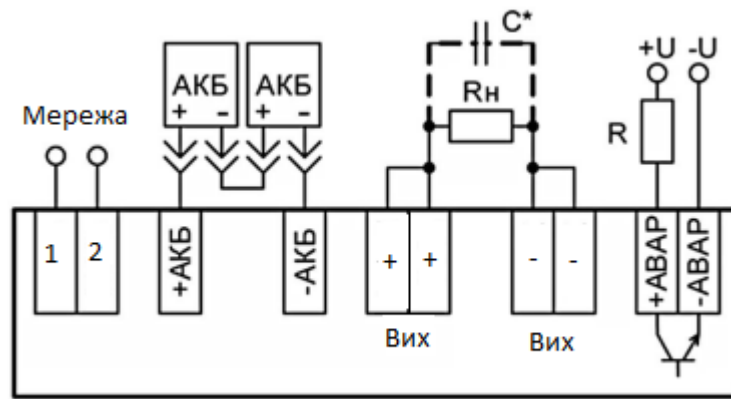 C*
+U -U
АКБ АКБ
+ - + -
Rн
Мережа
R
1 2 +АКБ -АКБ + + - - +АВАР -АВАР
Вих Вих